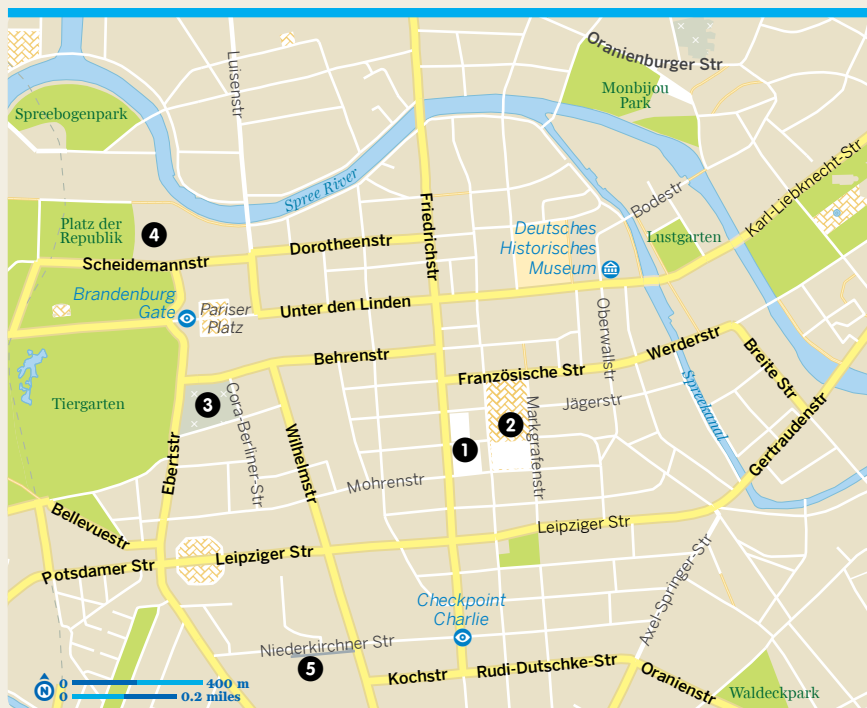 Oranienburger Str
Luisenstr
Monbijou
Park
Spreebogenpark
Spree River
Friedrichstr
Bodestr
Karl-Liebknecht-Str
Platz der
Republik
4
Deutsches
Historisches
Museum
Lustgarten
Dorotheenstr
Scheidemannstr
Brandenburg
Gate
Pariser
Platz
Unter den Linden
Oberwallstr
Werderstr
Behrenstr
Französische Str
Breite Str
Spreekanal
Tiergarten
3
Cora-Berliner-Str
Jägerstr
Markgrafenstr
2
1
Gertraudenstr
Ebertstr
Wilhelmstr
Mohrenstr
Bellevuestr
Leipziger Str
Leipziger Str
Potsdamer Str
Axel-Springer-Str
Checkpoint
Charlie
Niederkirchner Str
5
Kochstr
Rudi-Dutschke-Str
Oranienstr
Waldeckpark
N
0
400 m
0
0.2 miles